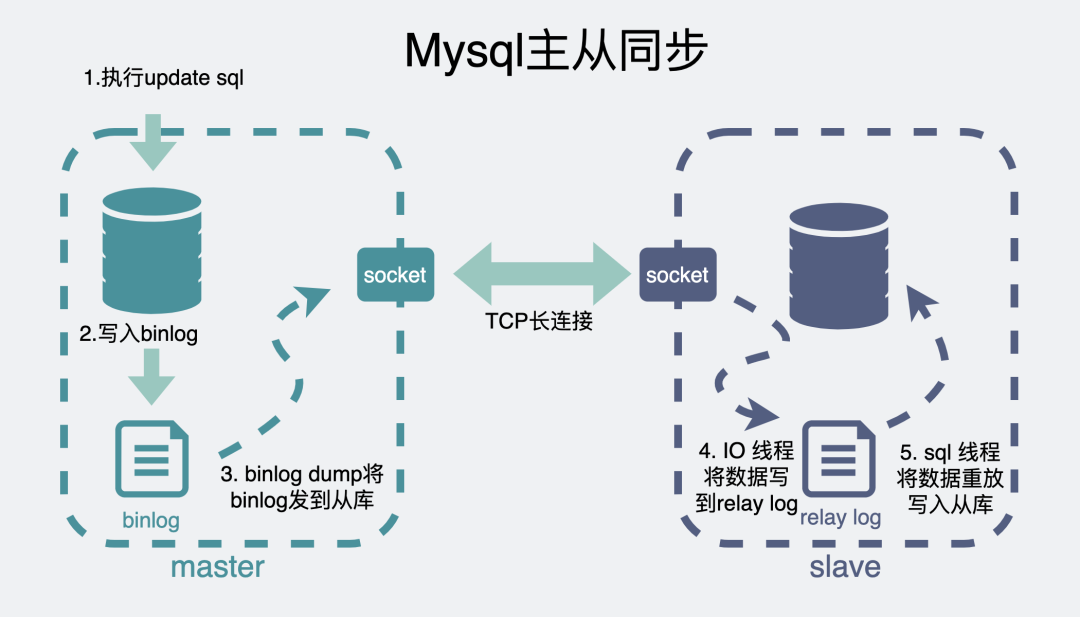 Mysql主从同步
1.执行update sql
socket
socket
TCP长连接
2.写入binlog
3. binlog dump将
binlog发到从库
binlog
master
4. IO 线程
将数据写
到relay log
relay log
5. sql 线程
将数据重放
写入从库
slave